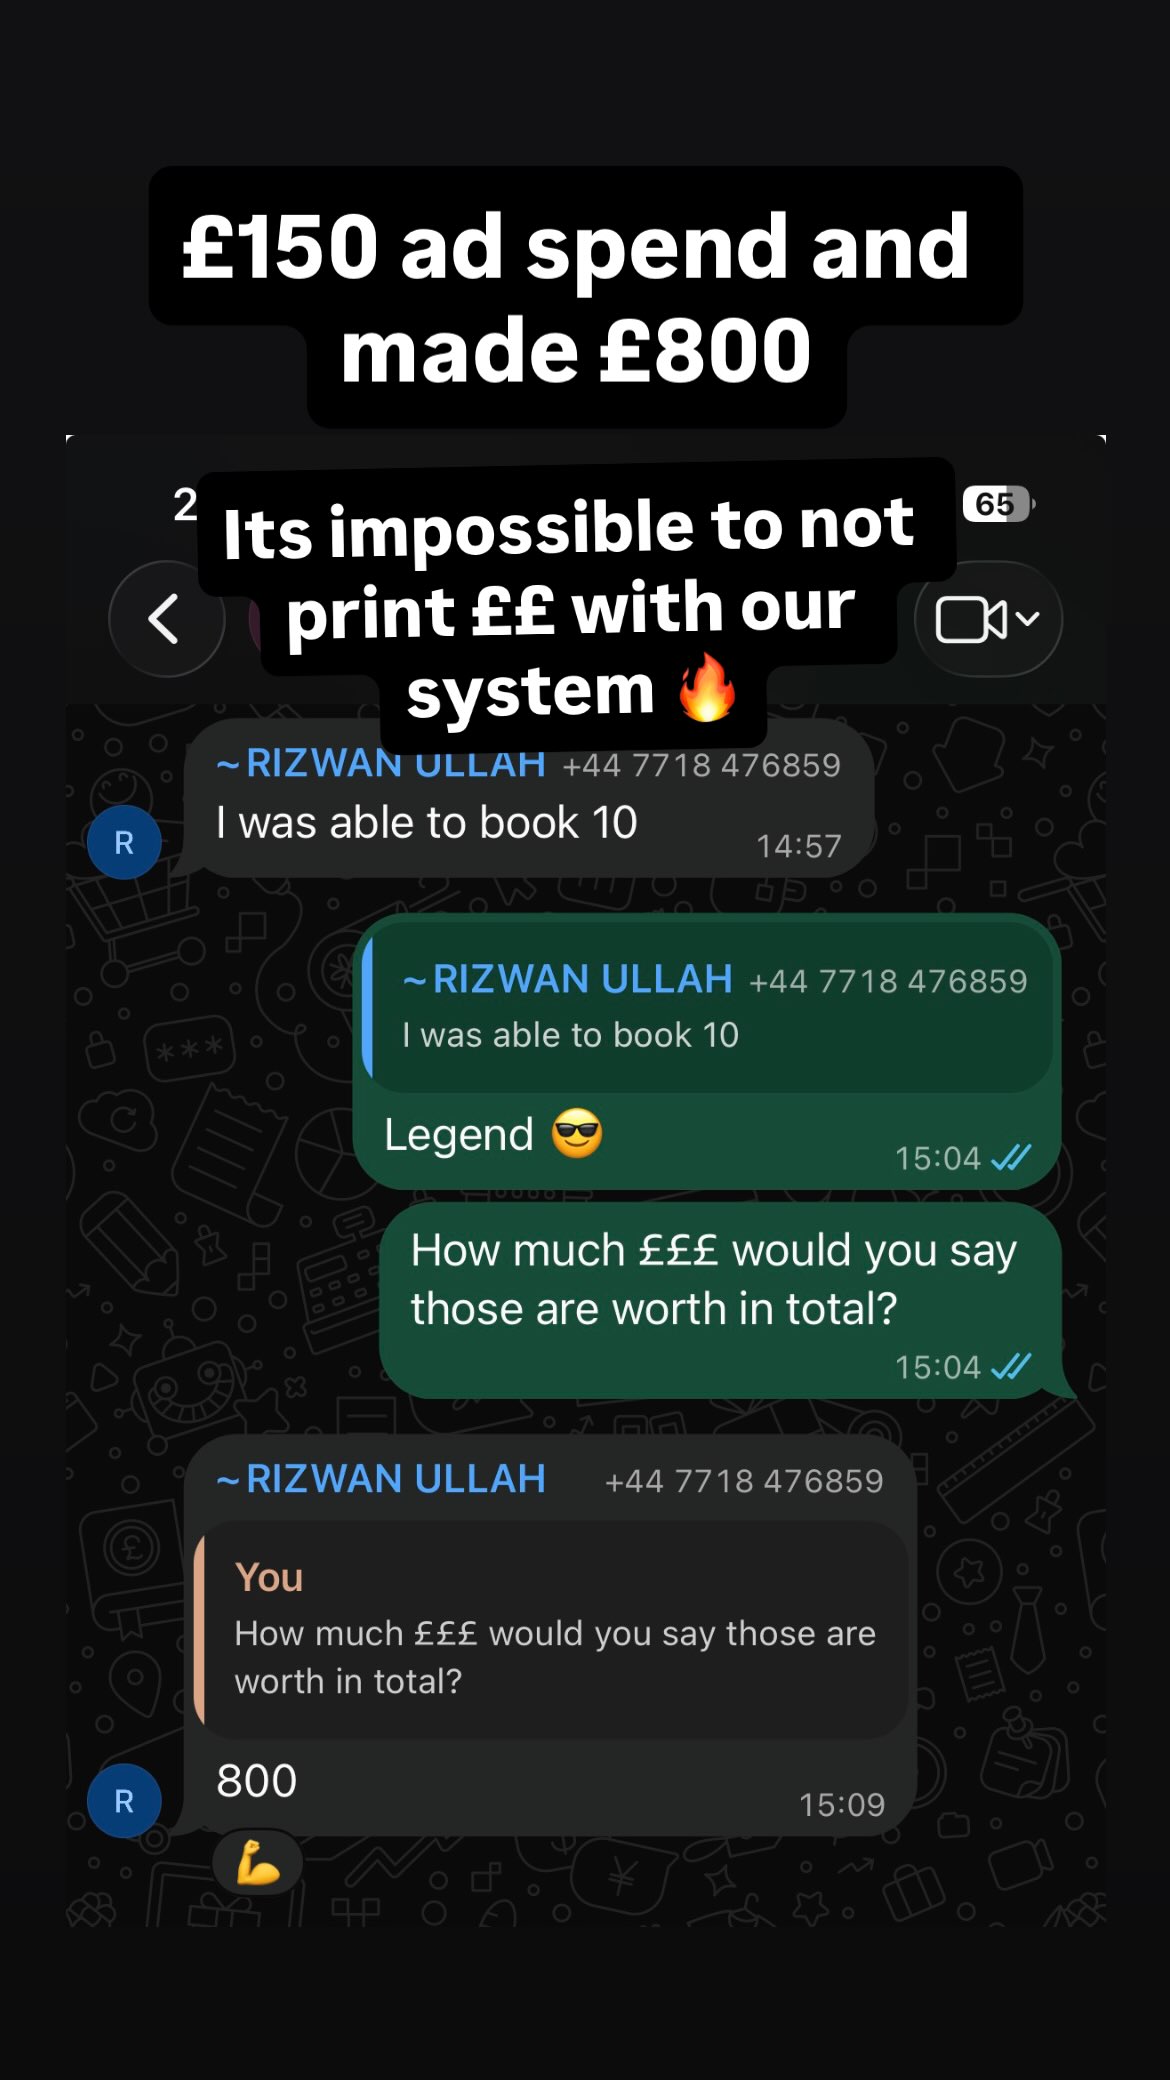 £150 ad spend and
made £800
Its impossible to not
print ££ with our
system 🔥
2
65
~RIZWAN ULLAH +44 7718 476859
I was able to book 10
14:57
R
~RIZWAN ULLAH +44 7718 476859
I was able to book 10
Legend 😎
15:04
How much £££ would you say
those are worth in total?
15:04
~RIZWAN ULLAH +44 7718 476859
You
How much £££ would you say those are
worth in total?
800
15:09
R
💪